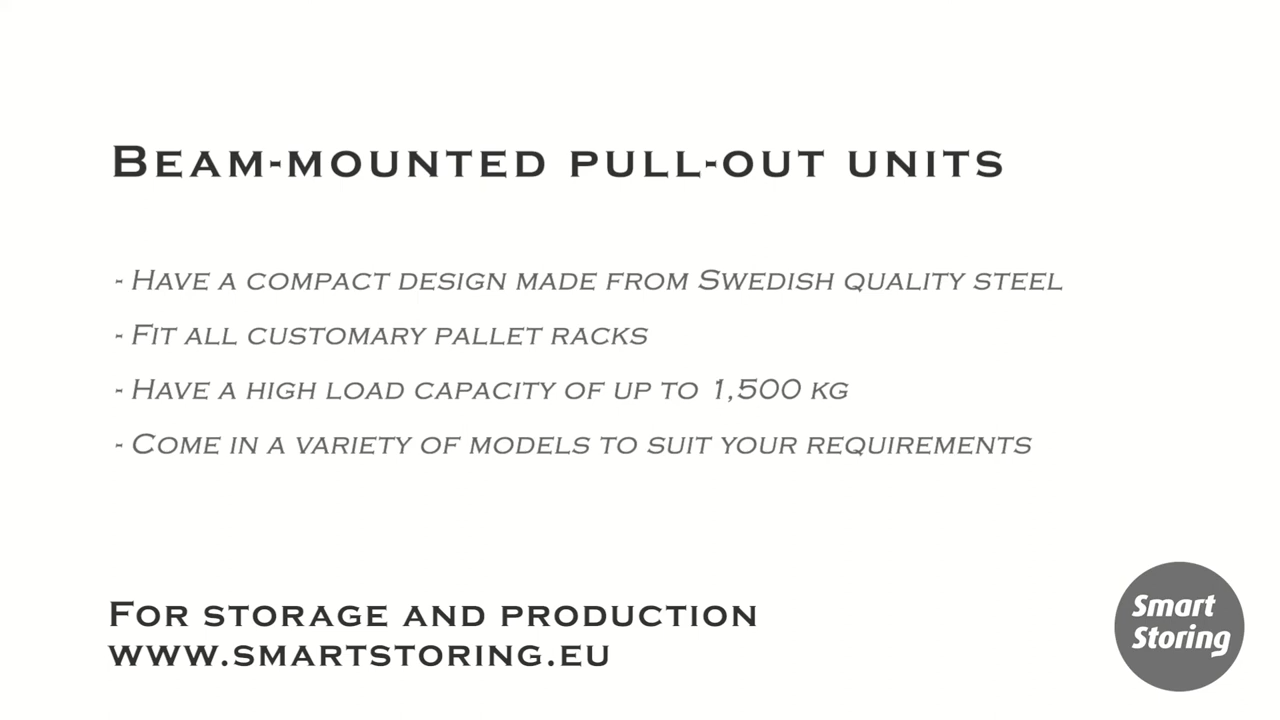 Beam-mounted pull-out units
- Have a compact design made from Swedish quality steel
- Fit all customary pallet racks
- Have a high load capacity of up to 1,500 kg
- Come in a variety of models to suit your requirements
For storage and production
www.smartstoring.eu
Smart
Storing